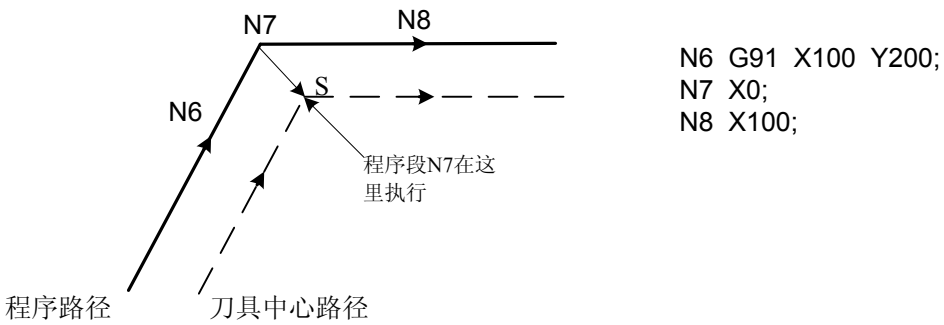 N7
N8
N6 G91 X100 Y200;
N7 X0;
N8 X100;
S
N6
程序段N7在这
里执行
程序路径
刀具中心路径